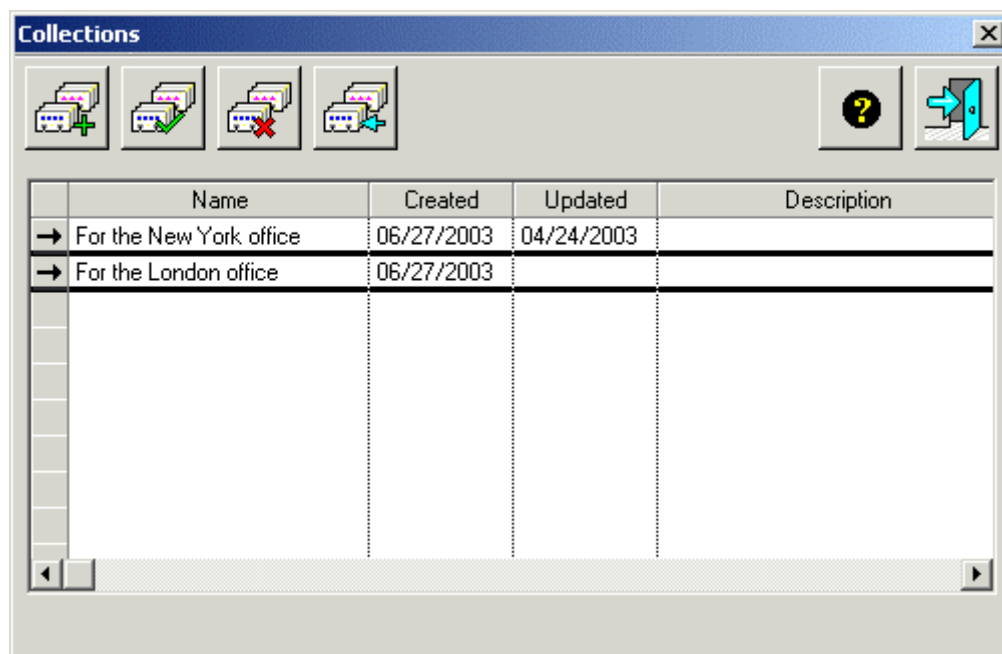 Collections
?
Name Created Updated Description
For the New York office 06/27/2003 04/24/2003
For the London office 06/27/2003